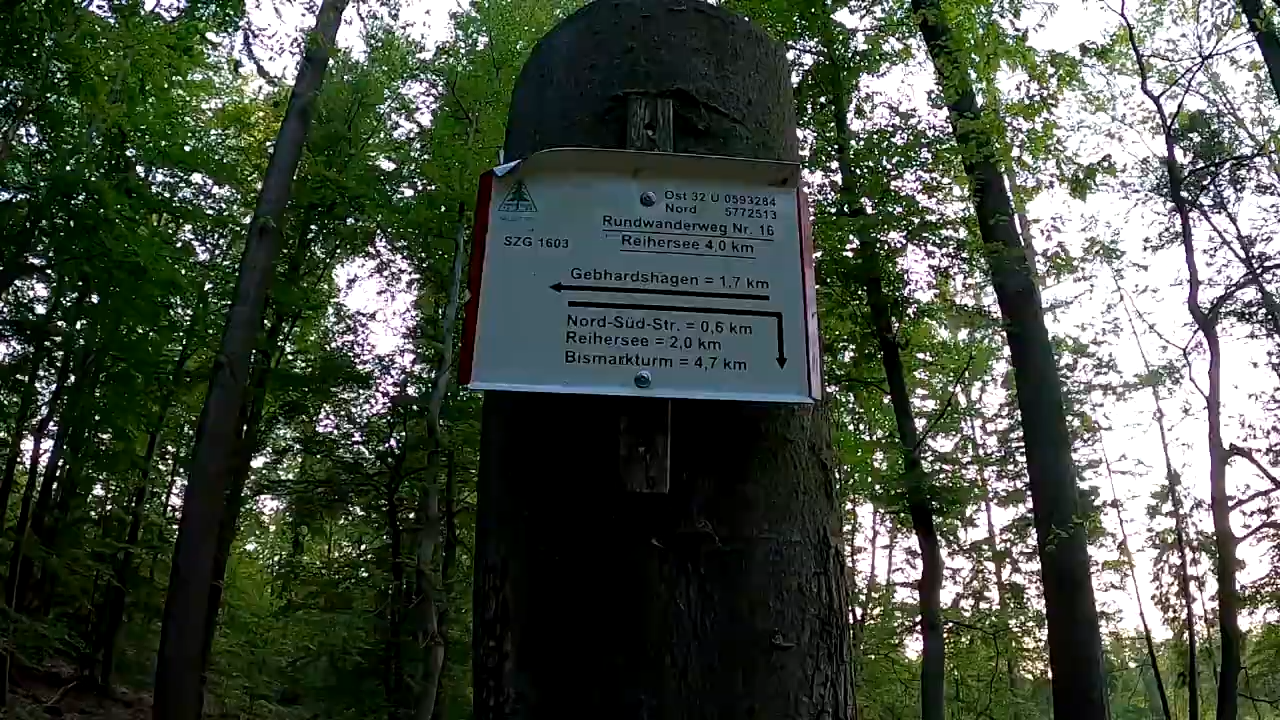 Ost 32 U 0593284
Nord 5772513
Rundwanderweg Nr. 16
SZG 1603
Reihersee 4,0 km
Gebhardshagen = 1,7 km
Nord-Süd-Str. = 0,6 km
Reihersee = 2,0 km
Bismarkturm = 4,7 km